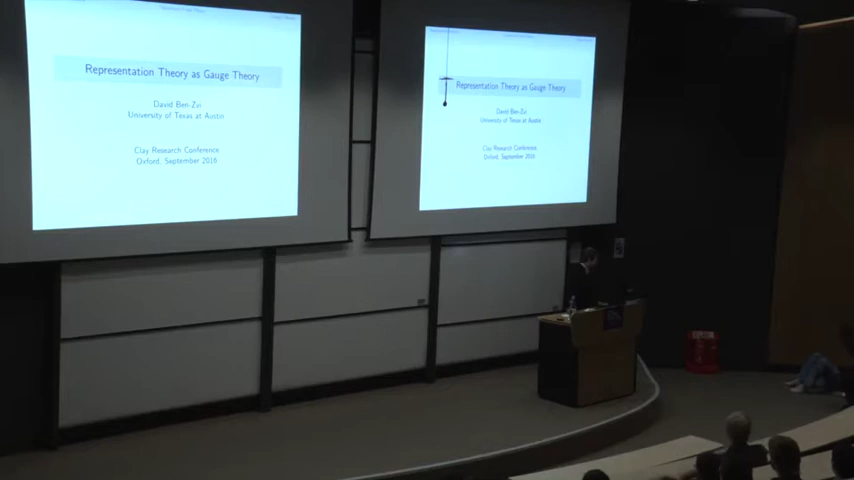 Representation Theory as Gauge Theory
David Ben-Zvi
University of Texas at Austin
Clay Research Conference
Oxford, September 2016
Representation Theory as Gauge Theory
David Ben-Zvi
University of Texas at Austin
Clay Research Conference
Oxford, September 2016